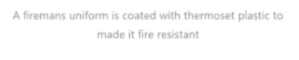 A firemans uniform is coated with thermoset plastic to
made it fire resistant